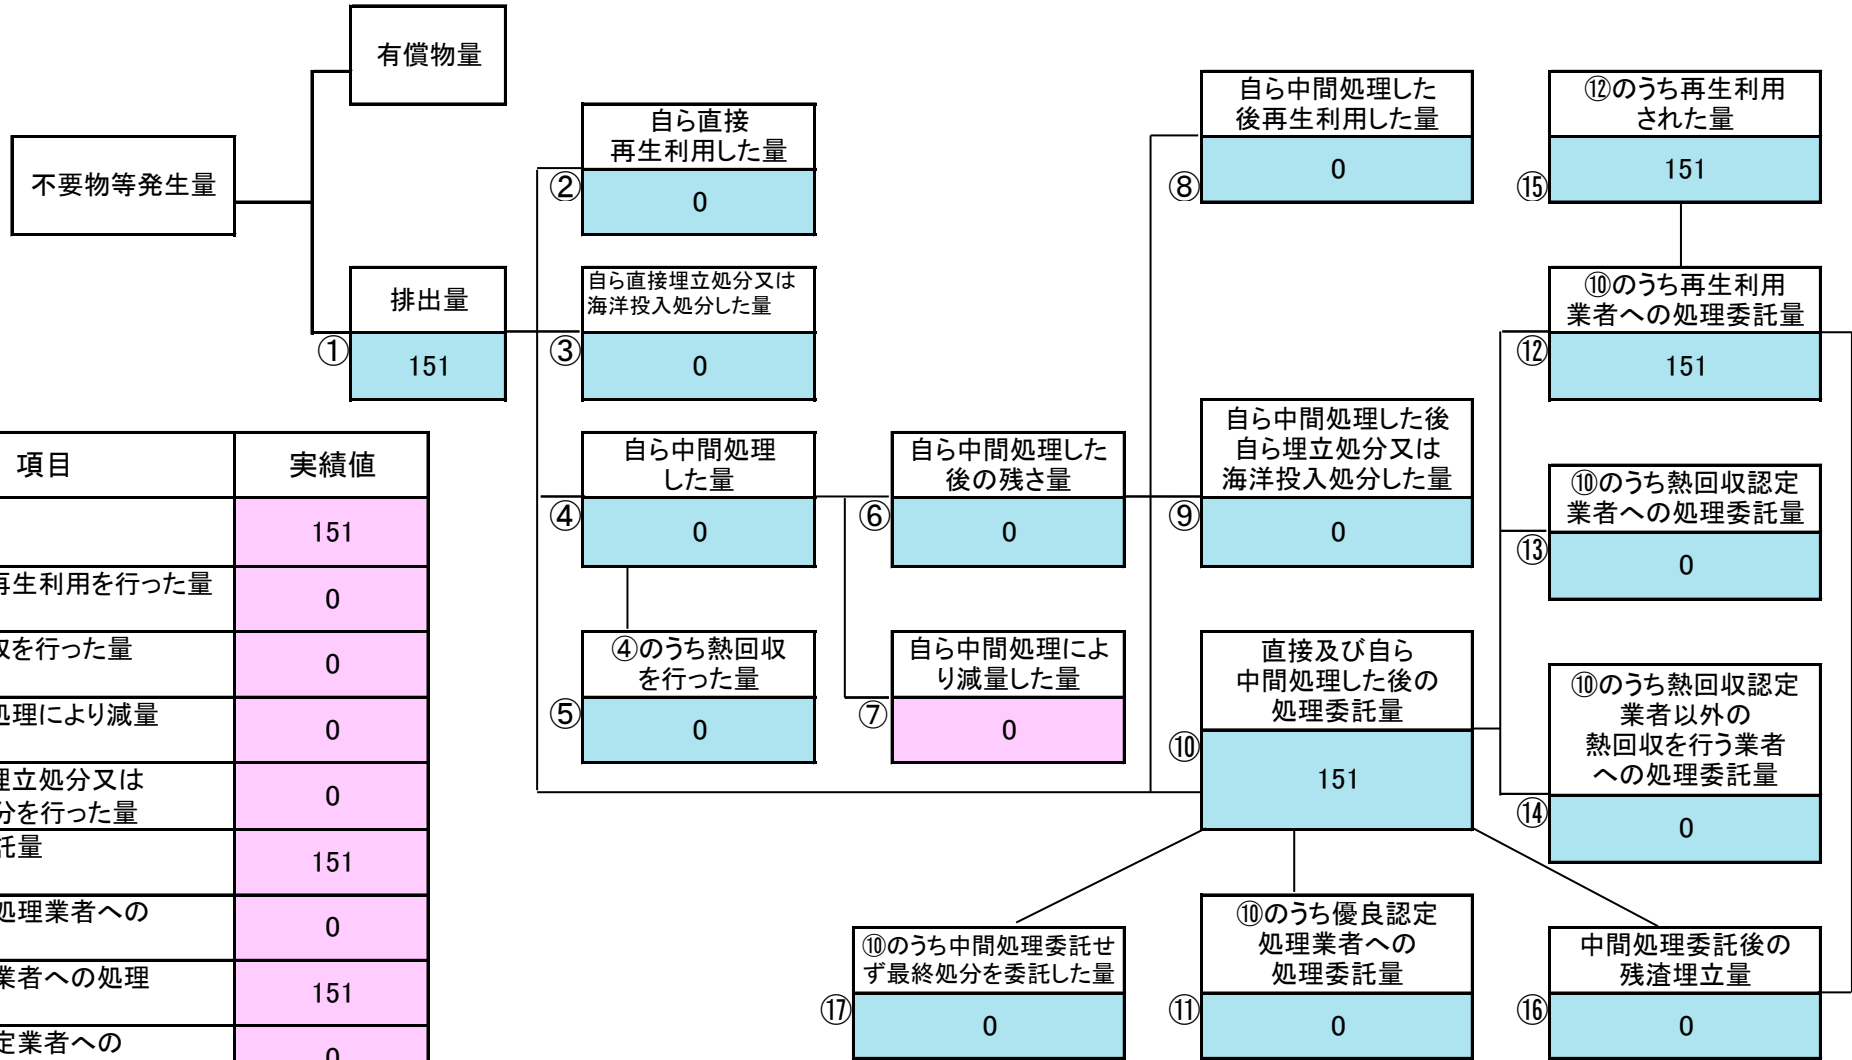 有償物量
不要物等発生量
排出量
①
151
自ら直接
再生利用した量
②
0
自ら直接埋立処分又は
海洋投入処分した量
③
0
自ら中間処理
した量
④
0
④のうち熱回収
を行った量
⑤
0
自ら中間処理した
後の残さ量
⑥
0
自ら中間処理によ
り減量した量
⑦
0
自ら中間処理した
後再生利用した量
⑧
0
自ら中間処理した後
自ら埋立処分又は
海洋投入処分した量
⑨
0
直接及び自ら
中間処理した後の
処理委託量
⑩
151
⑫のうち再生利用
された量
⑮
151
⑩のうち再生利用
業者への処理委託量
⑫
151
⑩のうち熱回収認定
業者への処理委託量
⑬
0
⑩のうち熱回収認定
業者以外の
熱回収を行う業者
への処理委託量
⑭
0
⑩のうち中間処理委託せ
ず最終処分を委託した量
⑰
0
⑩のうち優良認定
処理業者への
処理委託量
⑪
0
中間処理委託後の
残渣埋立量
⑯
0
項目 実績値
151
再生利用を行った量 0
収を行った量 0
処理により減量 0
埋立処分又は
分を行った量 0
託量 151
処理業者への 0
業者への処理 151
定業者への 0